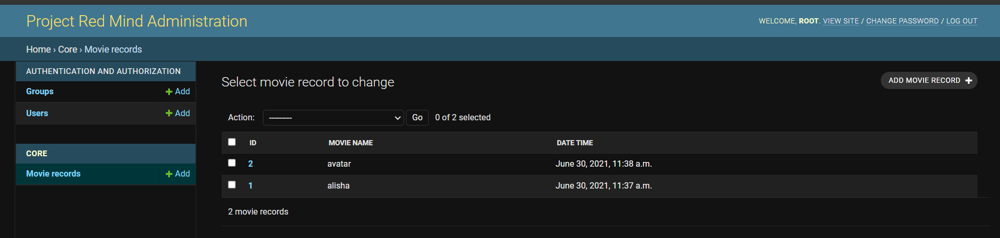 Project Red Mind Administration
WELCOME, ROOT. VIEW SITE / CHANGE PASSWORD / LOG OUT
Home › Core › Movie records
AUTHENTICATION AND AUTHORIZATION
Groups + Add
Users + Add
CORE
Movie records + Add
Select movie record to change
ADD MOVIE RECORD +
Action: --------- Go 0 of 2 selected
ID MOVIE NAME DATE TIME
2 avatar June 30, 2021, 11:38 a.m.
1 alisha June 30, 2021, 11:37 a.m.
2 movie records